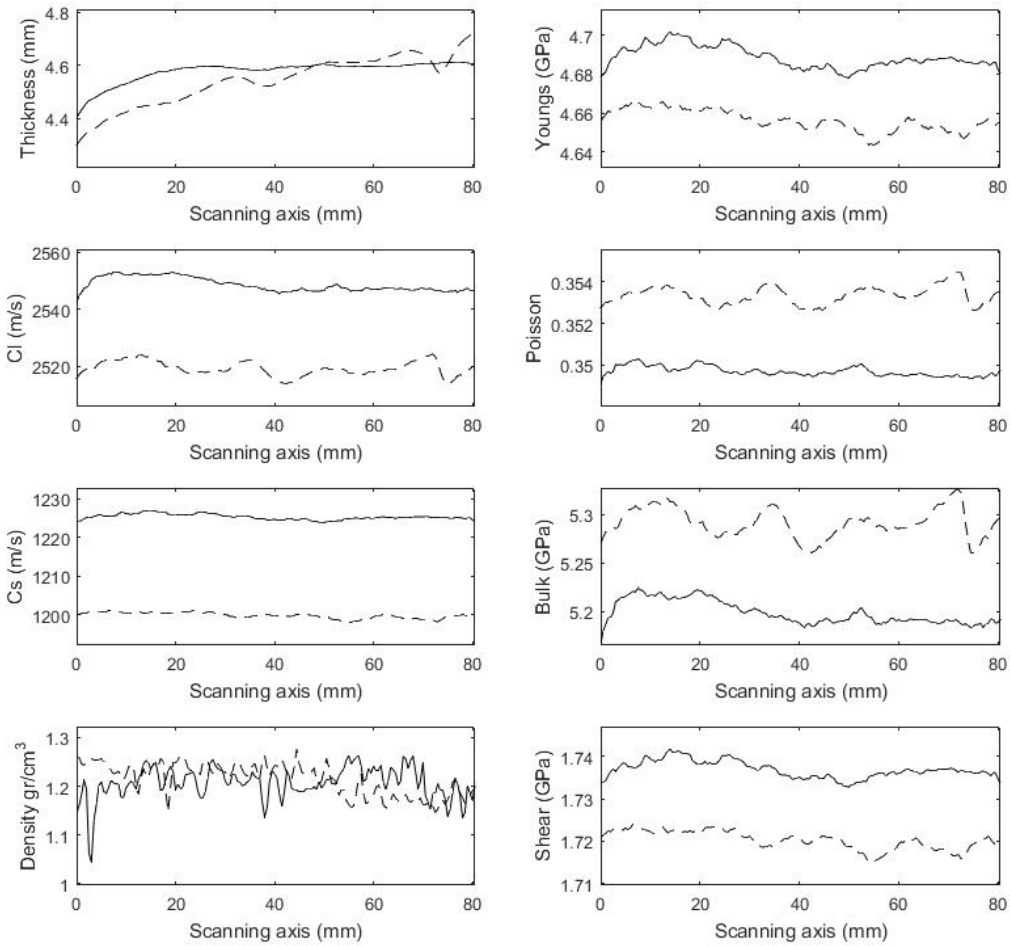 4.8
4.6
4.4
Thickness (mm)
0 20 40 60 80
Scanning axis (mm)
4.7
4.68
4.66
4.64
Youngs (GPa)
0 20 40 60 80
Scanning axis (mm)
2560
2540
2520
Cl (m/s)
0 20 40 60 80
Scanning axis (mm)
0.354
0.352
0.35
Poisson
0 20 40 60 80
Scanning axis (mm)
1230
1220
1210
1200
Cs (m/s)
0 20 40 60 80
Scanning axis (mm)
5.3
5.25
5.2
Bulk (GPa)
0 20 40 60 80
Scanning axis (mm)
1.3
1.2
1.1
1
Density gr/cm³
0 20 40 60 80
Scanning axis (mm)
1.74
1.73
1.72
1.71
Shear (GPa)
0 20 40 60 80
Scanning axis (mm)